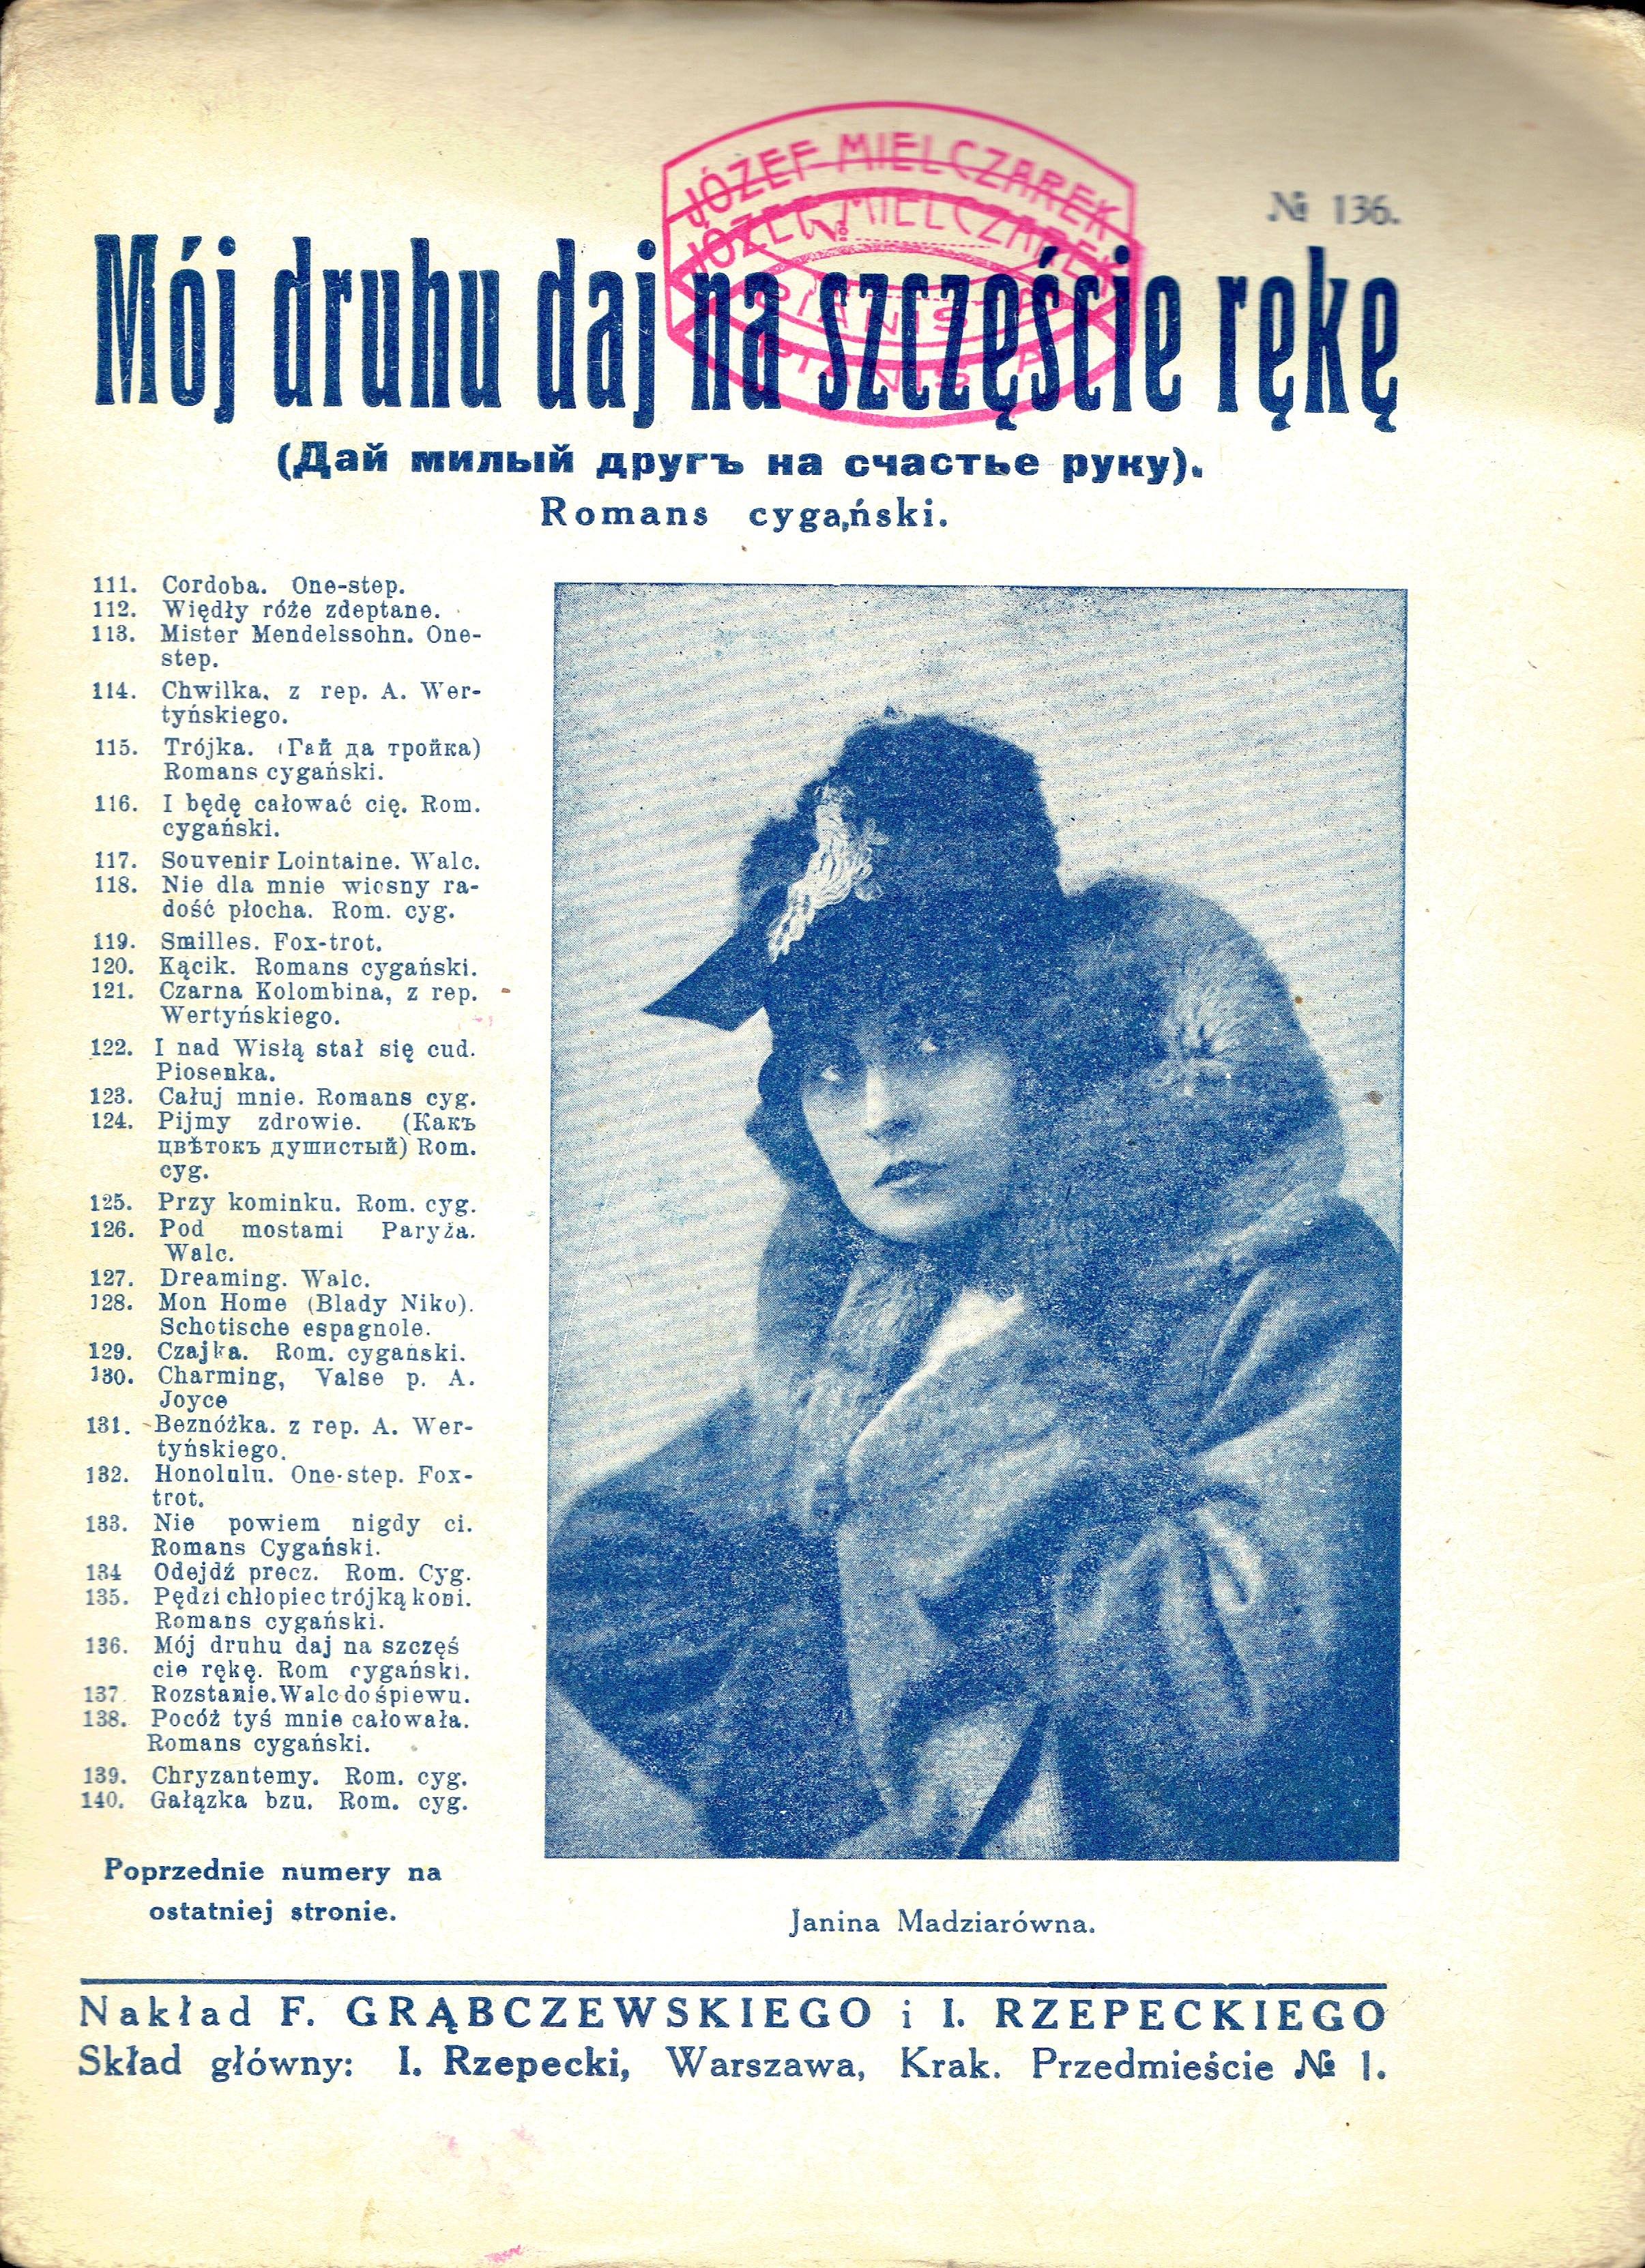 JÓZEF MIELCZAREK
JÓZEF MIELCZAREK
№ 136.
Mój druhu daj na szczęście rękę
(Дай милый другъ на счастье руку).
Romans cygański.
111. Cordoba. One-step.
112. Więdły róże zdeptane.
113. Mister Mendelssohn. One-
step.
114. Chwilka. z rep. A. Wer-
tyńskiego.
115. Trójka. (Гай да тройка)
Romans cygański.
116. I będę całować cię. Rom.
cygański.
117. Souvenir Lointaine. Walc.
118. Nie dla mnie wiosny ra-
dość płocha. Rom. cyg.
119. Smilles. Fox-trot.
120. Kącik. Romans cygański.
121. Czarna Kolombina, z rep.
Wertyńskiego.
122. I nad Wisłą stał się cud.
Piosenka.
123. Całuj mnie. Romans cyg.
124. Pijmy zdrowie. (Какъ
цвѣтокъ душистый) Rom.
cyg.
125. Przy kominku. Rom. cyg.
126. Pod mostami Paryża.
Walc.
127. Dreaming. Walc.
128. Mon Home (Blady Niko).
Schotische espagnole.
129. Czajka. Rom. cygański.
130. Charming, Valse p. A.
Joyce
131. Beznóżka. z rep. A. Wer-
tyńskiego.
132. Honolulu. One-step. Fox-
trot.
133. Nie powiem nigdy ci.
Romans Cygański.
134 Odejdź precz. Rom. Cyg.
135. Pędzi chłopiec trójką koni.
Romans cygański.
136. Mój druhu daj na szczęś
cie rękę. Rom cygański.
137. Rozstanie. Walc do śpiewu.
138. Pocóż tyś mnie całowała.
Romans cygański.
139. Chryzantemy. Rom. cyg.
140. Gałązka bzu. Rom. cyg.
Poprzednie numery na
ostatniej stronie.
Janina Madziarówna.
Nakład F. GRĄBCZEWSKIEGO i I. RZEPECKIEGO
Skład główny: I. Rzepecki, Warszawa, Krak. Przedmieście № 1.